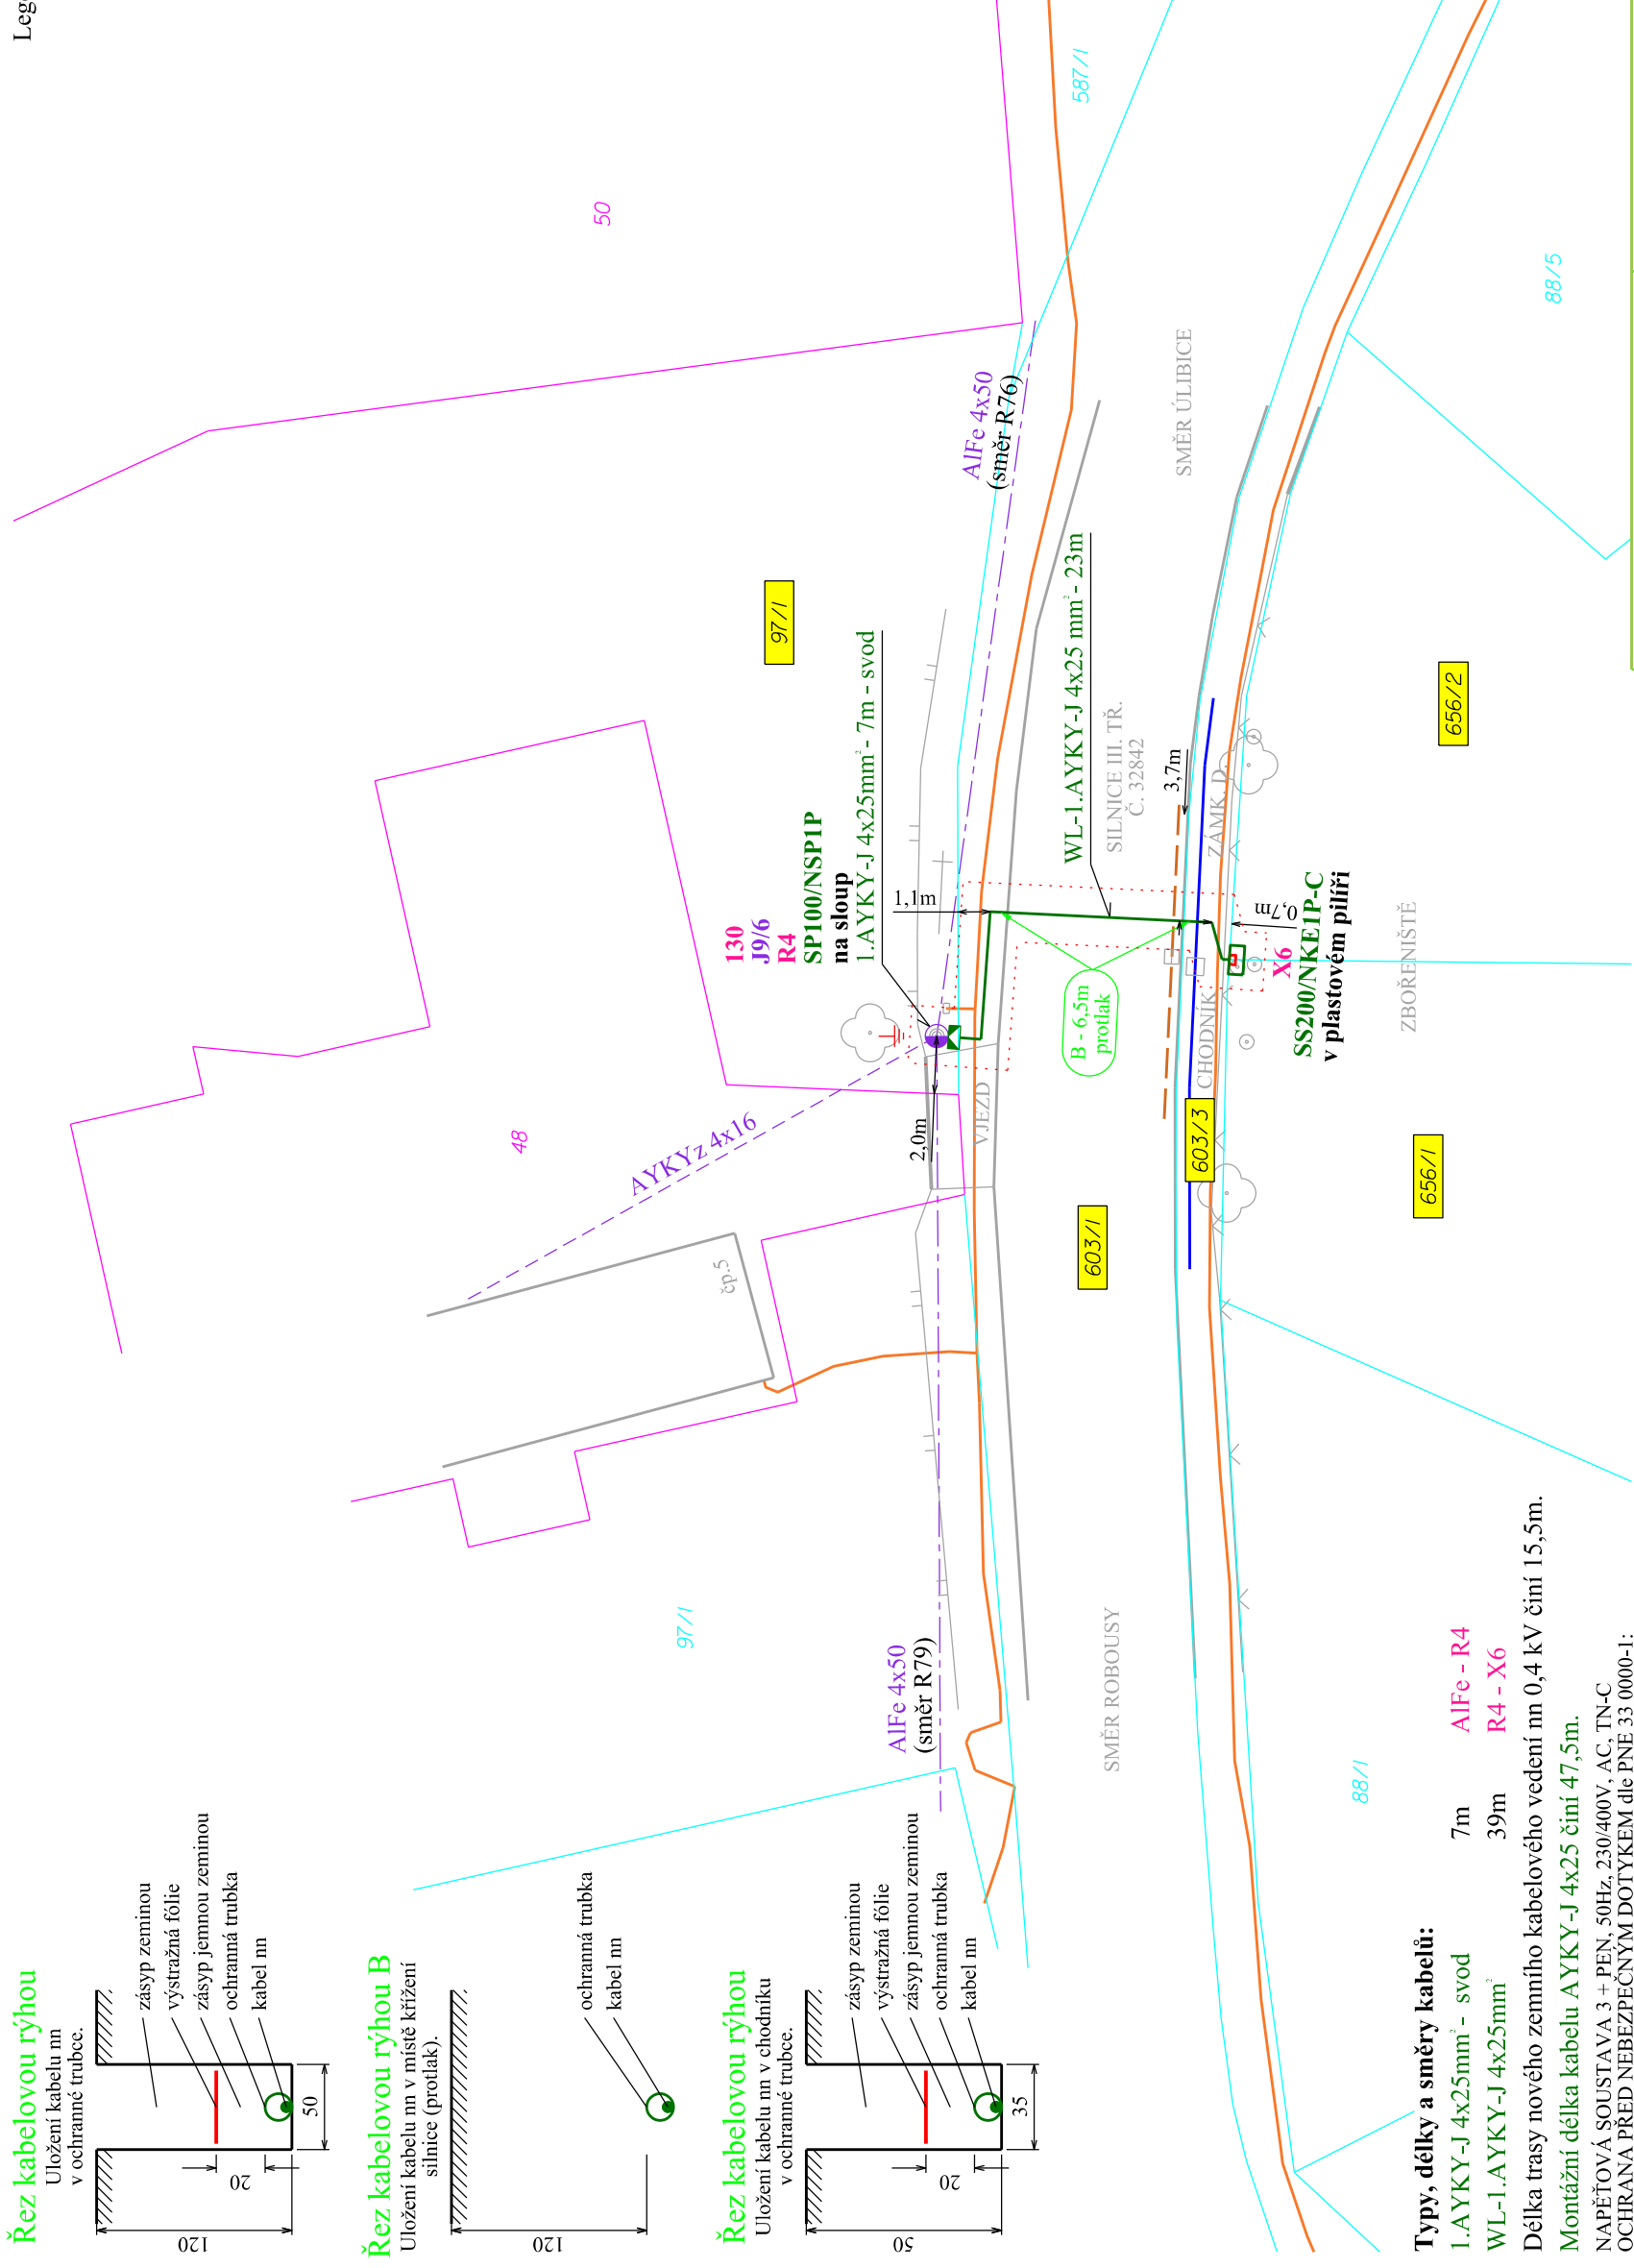 Řez kabelovou rýhou
Uložení kabelu nn
v ochranné trubce.
zásyp zeminou
výstražná fólie
zásyp jemnou zeminou
ochranná trubka
kabel nn
120
20
50
Řez kabelovou rýhou B
Uložení kabelu nn v místě křížení
silnice (protlak).
ochranná trubka
kabel nn
120
Řez kabelovou rýhou
Uložení kabelu nn v chodníku
v ochranné trubce.
zásyp zeminou
výstražná fólie
zásyp jemnou zeminou
ochranná trubka
kabel nn
50
20
35
50
48
97/1
čp.5
AYKYz 4x16
97/1
130
J9/6
R4
SP100/NSP1P
na sloup
1.AYKY-J 4x25mm²- 7m - svod
AlFe 4x50
(směr R79)
AlFe 4x50
(směr R76)
587/1
2,0m
VJEZD
1,1m
WL-1.AYKY-J 4x25 mm²- 23m
SILNICE III. TŘ.
Č. 32842
B - 6,5m
protlak
SMĚR ROBOUSY
SMĚR ÚLIBICE
603/1
3,7m
603/3
CHODNÍK
ZÁMK. D.
0,7m
X6
SS200/NKE1P-C
v plastovém pilíři
ZBOŘENIŠTĚ
88/1
656/1
656/2
88/5
Typy, délky a směry kabelů:
1.AYKY-J 4x25mm² - svod 7m AlFe - R4
WL-1.AYKY-J 4x25mm² 39m R4 - X6
Délka trasy nového zemního kabelového vedení nn 0,4 kV činí 15,5m.
Montážní délka kabelu AYKY-J 4x25 činí 47,5m.
NAPĚŤOVÁ SOUSTAVA 3 + PEN, 50Hz, 230/400V, AC, TN-C
OCHRANA PŘED NEBEZPEČNÝM DOTYKEM dle PNE 33 0000-1: